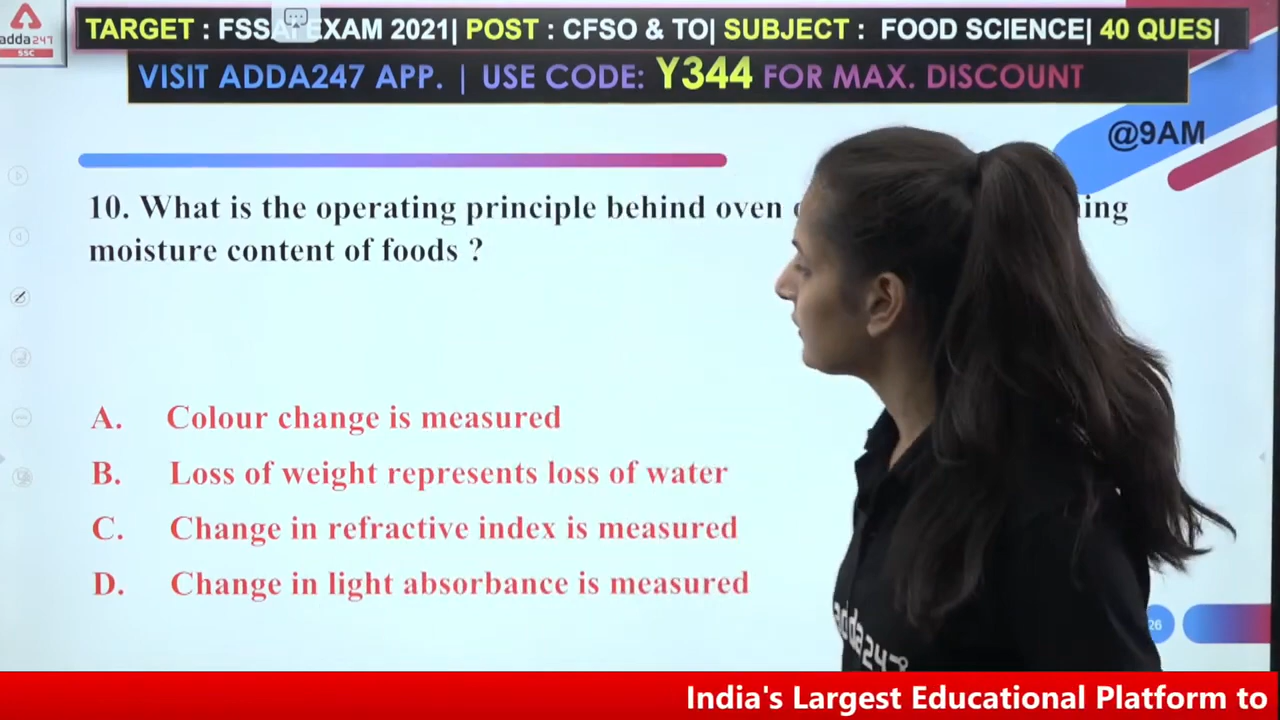 adda247
SSC
TARGET : FSSAI EXAM 2021| POST : CFSO & TO| SUBJECT : FOOD SCIENCE| 40 QUES|
VISIT ADDA247 APP. | USE CODE: Y344 FOR MAX. DISCOUNT
@9AM
10. What is the operating principle behind oven
moisture content of foods ?
A. Colour change is measured
B. Loss of weight represents loss of water
C. Change in refractive index is measured
D. Change in light absorbance is measured
adda247
26
India's Largest Educational Platform to